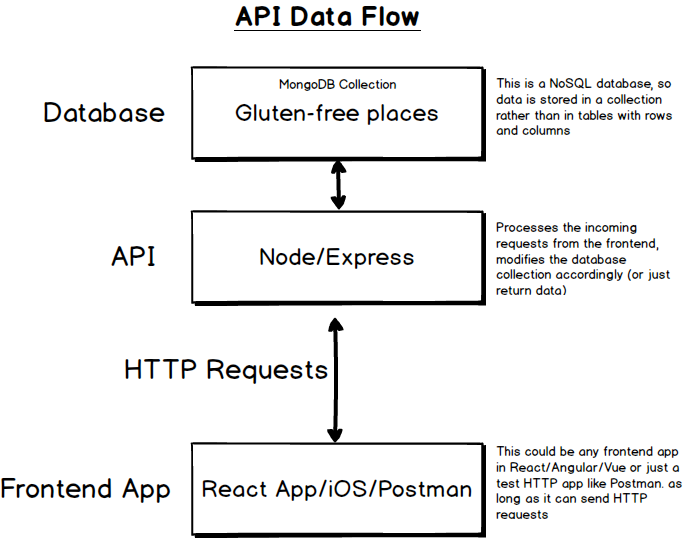 API Data Flow
MongoDB Collection
Database
Gluten-free places
This is a NoSQL database, so
data is stored in a collection
rather than in tables with rows
and columns
API
Node/Express
Processes the incoming
requests from the frontend,
modifies the database
collection accordingly (or just
return data)
HTTP Requests
Frontend App
React App/iOS/Postman
This could be any frontend app
in React/Angular/Vue or just a
test HTTP app like Postman. as
long as it can send HTTP
requests